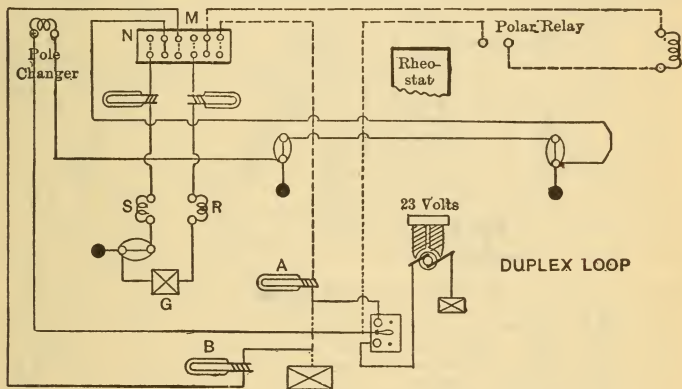 M
N
Pole
Changer
Polar Relay
Rheo-
stat
S
R
23 Volts
A
DUPLEX LOOP
G
B